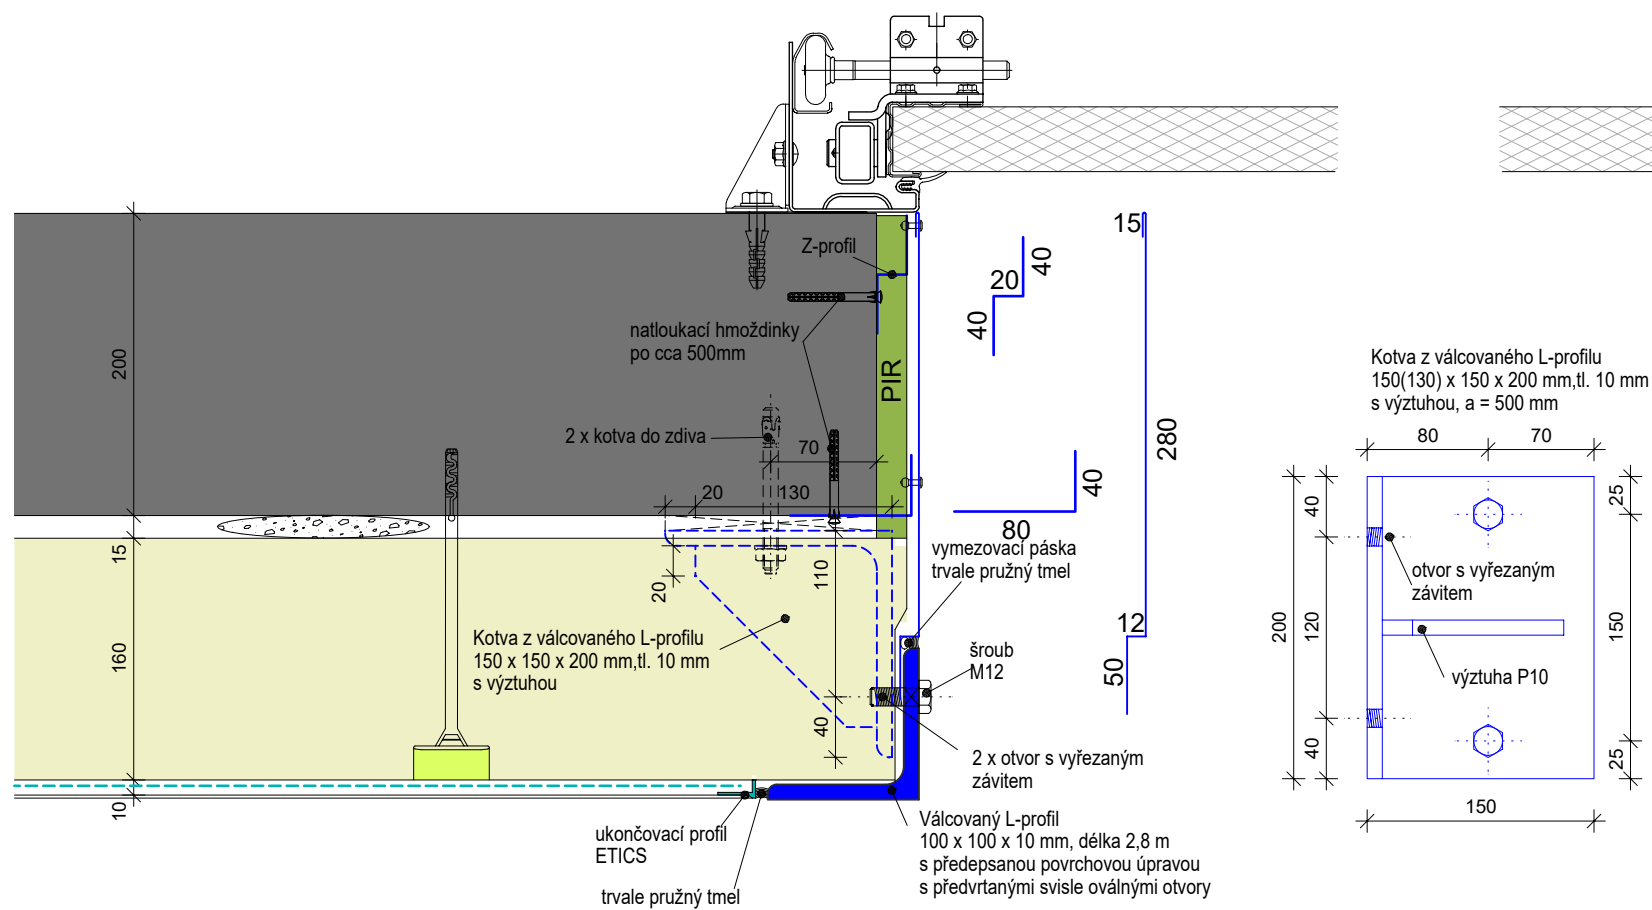 Z-profil
natloukací hmoždinky
po cca 500mm
2 x kotva do zdiva
PIR
70
20
130
200
15
160
10
20
110
40
Kotva z válcovaného L-profilu
150 x 150 x 200 mm,tl. 10 mm
s výztuhou
ukončovací profil
ETICS
trvale pružný tmel
15
20
40
40
280
40
80
12
50
vymezovací páska
trvale pružný tmel
šroub
M12
2 x otvor s vyřezaným
závitem
Válcovaný L-profil
100 x 100 x 10 mm, délka 2,8 m
s předepsanou povrchovou úpravou
s předvrtanými svisle oválnými otvory
Kotva z válcovaného L-profilu
150(130) x 150 x 200 mm,tl. 10 mm
s výztuhou, a = 500 mm
80
70
200
40
120
40
25
150
25
150
otvor s vyřezaným
závitem
výztuha P10